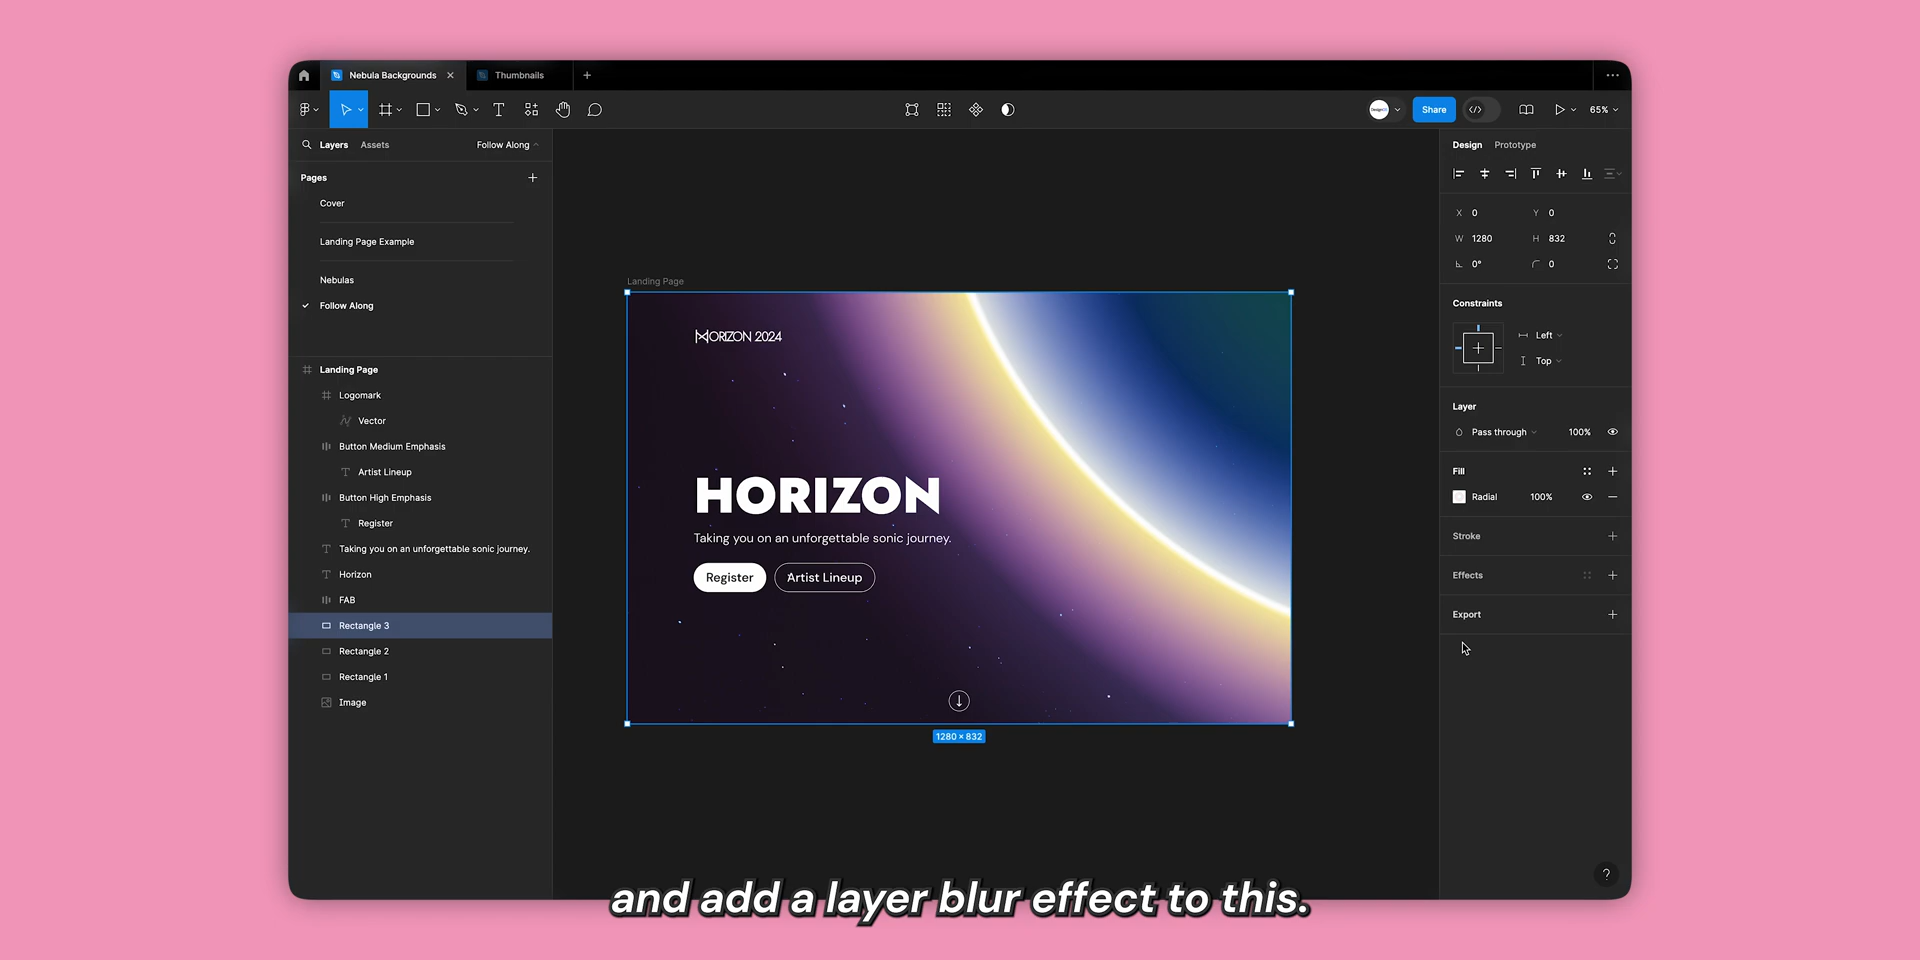 Nebula Backgrounds
Thumbnails
Share
65%
Layers
Assets
Follow Along
Pages
Cover
Landing Page Example
Nebulas
Follow Along
Landing Page
Logomark
Vector
Button Medium Emphasis
Artist Lineup
Button High Emphasis
Register
Taking you on an unforgettable sonic journey.
Horizon
FAB
Rectangle 3
Rectangle 2
Rectangle 1
Image
Landing Page
HORIZON 2024
HORIZON
Taking you on an unforgettable sonic journey.
Register
Artist Lineup
1280 × 832
Design
Prototype
X 0
Y 0
W 1280
H 832
0°
0
Constraints
Left
Top
Layer
Pass through
100%
Fill
Radial
100%
Stroke
Effects
Export
?
and add a layer blur effect to this.